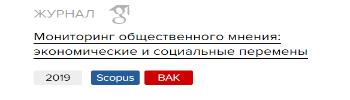 ЖУРНАЛ
Мониторинг общественного мнения:
экономические и социальные перемены
2019 Scopus ВАК